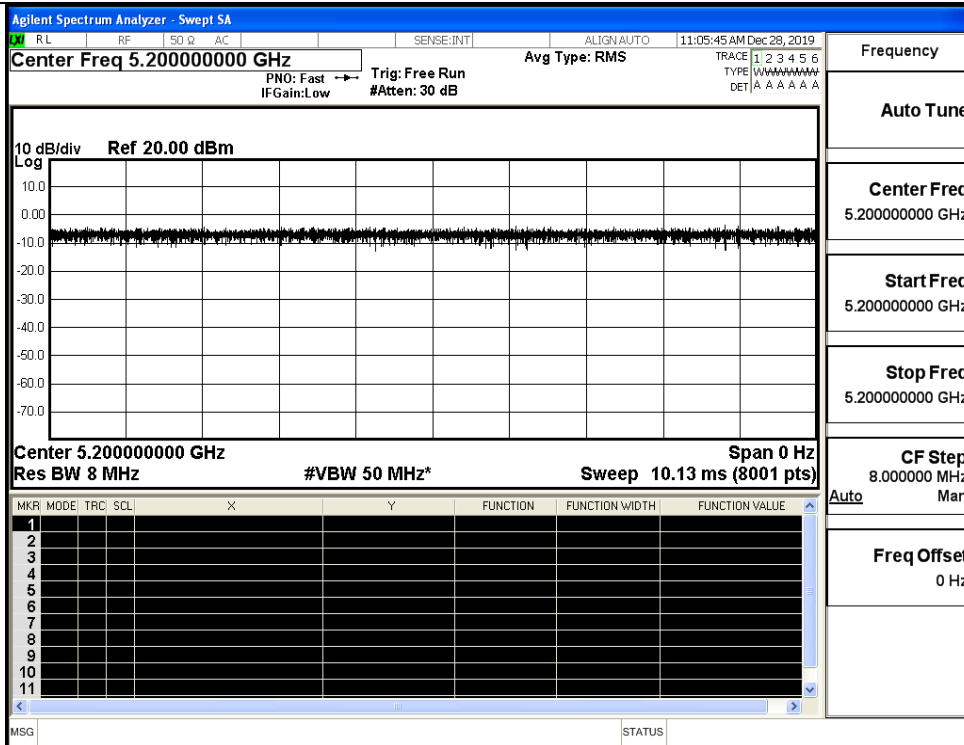 Agilent Spectrum Analyzer - Swept SA
LXI RL RF 50 Ω AC SENSE:INT ALIGN AUTO 11:05:45 AM Dec 28, 2019
Center Freq 5.200000000 GHz Avg Type: RMS TRACE 1 2 3 4 5 6
PNO: Fast Trig: Free Run TYPE WWWWWW
IFGain:Low #Atten: 30 dB DET A A A A A A
10 dB/div Ref 20.00 dBm
Log
10.0
0.00
-10.0
-20.0
-30.0
-40.0
-50.0
-60.0
-70.0
Center 5.200000000 GHz Span 0 Hz
Res BW 8 MHz #VBW 50 MHz* Sweep 10.13 ms (8001 pts)
MKR MODE TRC SCL X Y FUNCTION FUNCTION WIDTH FUNCTION VALUE
1
2
3
4
5
6
7
8
9
10
11
MSG STATUS
Frequency
Auto Tune
Center Freq
5.200000000 GHz
Start Freq
5.200000000 GHz
Stop Freq
5.200000000 GHz
CF Step
8.000000 MHz
Auto Man
Freq Offset
0 Hz